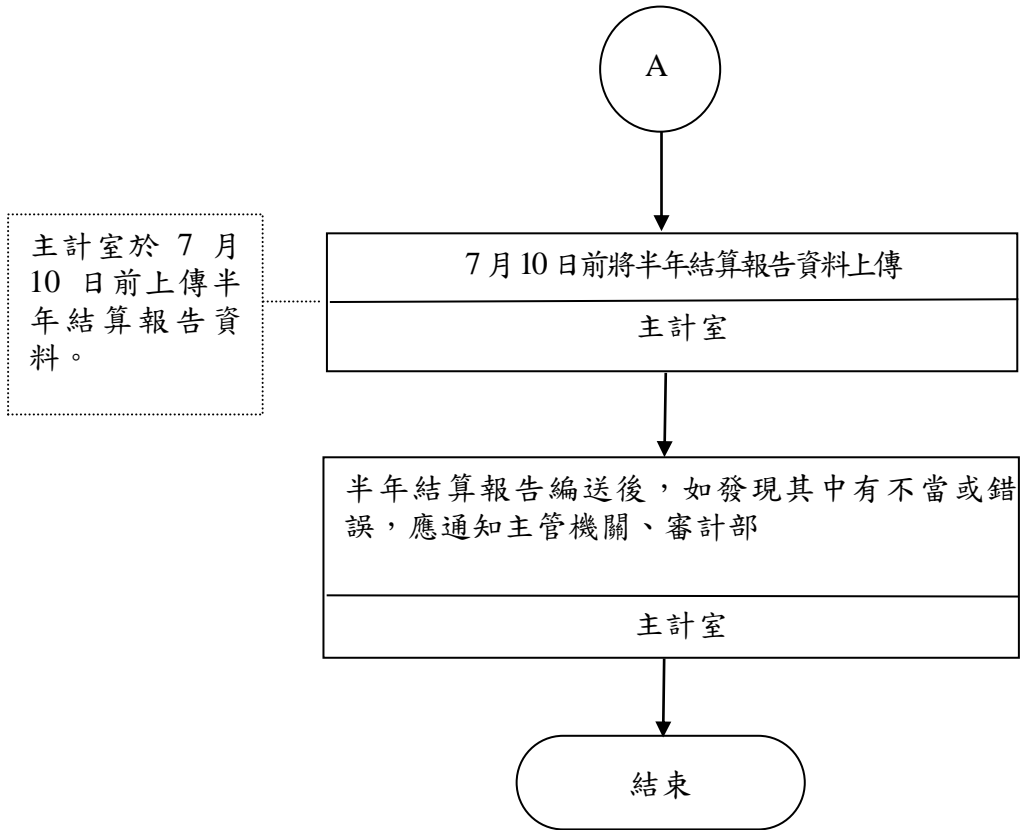 A
7 月 10 日前將半年結算報告資料上傳
主計室
主計室於 7 月
10 日前上傳半
年結算報告資
料。
半年結算報告編送後,如發現其中有不當或錯
誤,應通知主管機關、審計部
主計室
結束